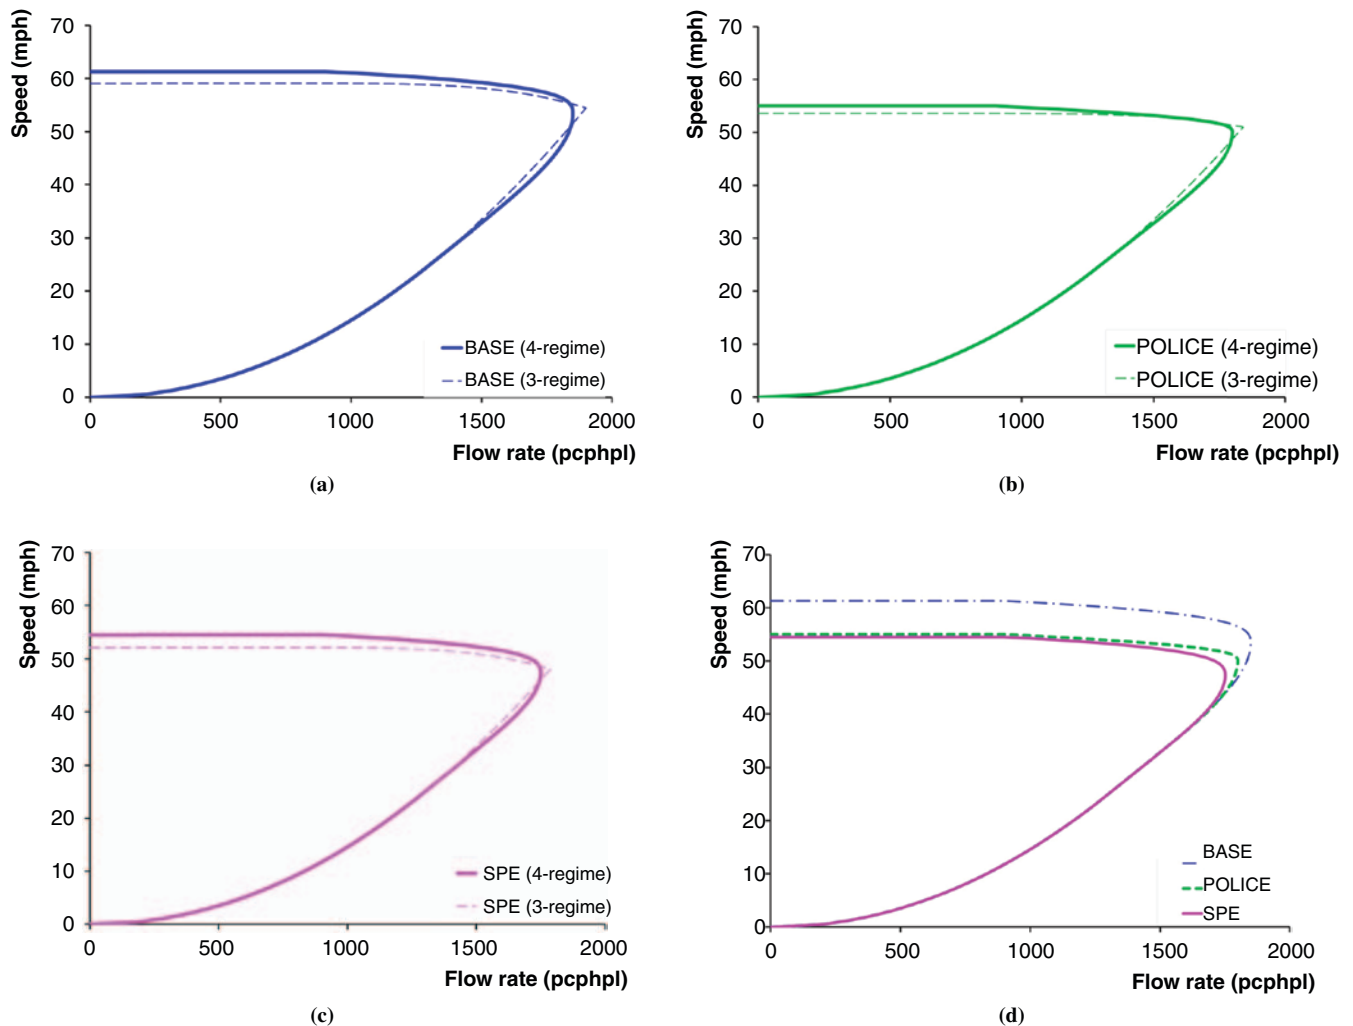 Speed (mph)
70
60
50
40
30
20
10
0
0 500 1000 1500 2000
BASE (4-regime)
BASE (3-regime)
Flow rate (pcphpl)
(a)
Speed (mph)
70
60
50
40
30
20
10
0
0 500 1000 1500 2000
POLICE (4-regime)
POLICE (3-regime)
Flow rate (pcphpl)
(b)
Speed (mph)
70
60
50
40
30
20
10
0
0 500 1000 1500 2000
SPE (4-regime)
SPE (3-regime)
Flow rate (pcphpl)
(c)
Speed (mph)
70
60
50
40
30
20
10
0
0 500 1000 1500 2000
BASE
POLICE
SPE
Flow rate (pcphpl)
(d)